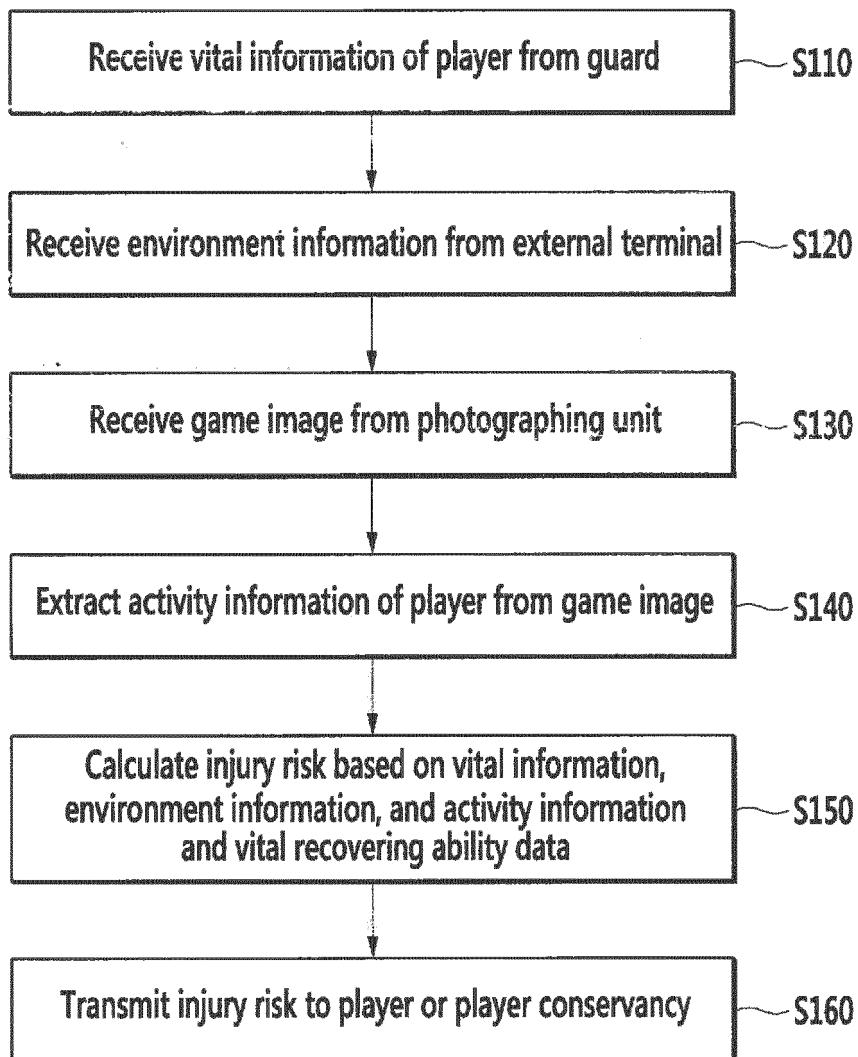 Receive vital information of player from guard
S110
Receive environment information from external terminal
S120
Receive game image from photographing unit
S130
Extract activity information of player from game image
S140
Calculate injury risk based on vital information,
environment information, and activity information
and vital recovering ability data
S150
Transmit injury risk to player or player conservancy
S160